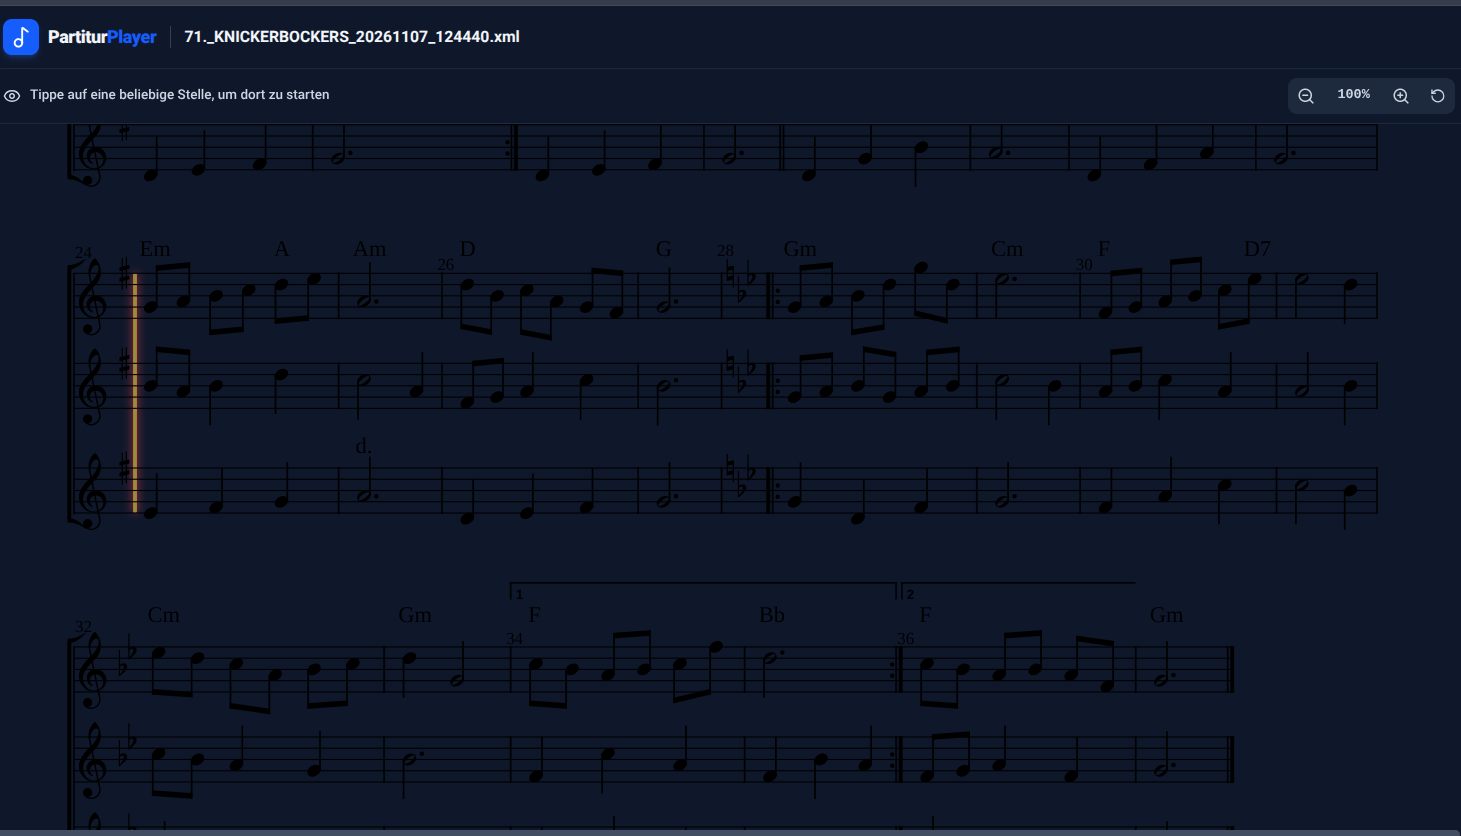 PartiturPlayer 71._KNICKERBOCKERS_20261107_124440.xml
Tippe auf eine beliebige Stelle, um dort zu starten 100%
24 Em A Am D G 28 Gm Cm F D7
26 30
d.
1 2
32 Cm Gm F Bb F Gm
34 36